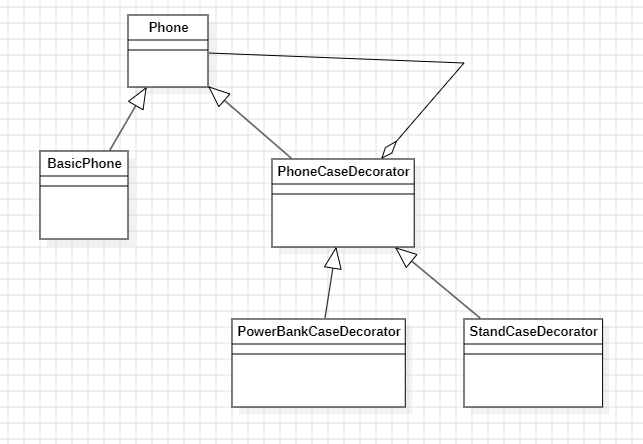 Phone
BasicPhone
PhoneCaseDecorator
PowerBankCaseDecorator
StandCaseDecorator